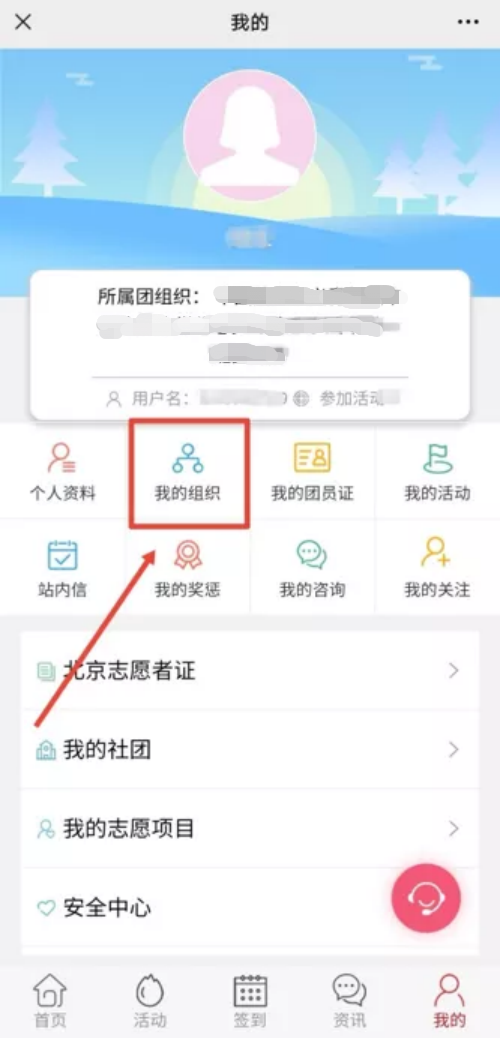 我的
所属团组织：
用户名：
参加活动
个人资料 我的组织 我的团员证 我的活动
站内信 我的奖惩 我的咨询 我的关注
北京志愿者证
我的社团
我的志愿项目
安全中心
首页 活动 签到 资讯 我的